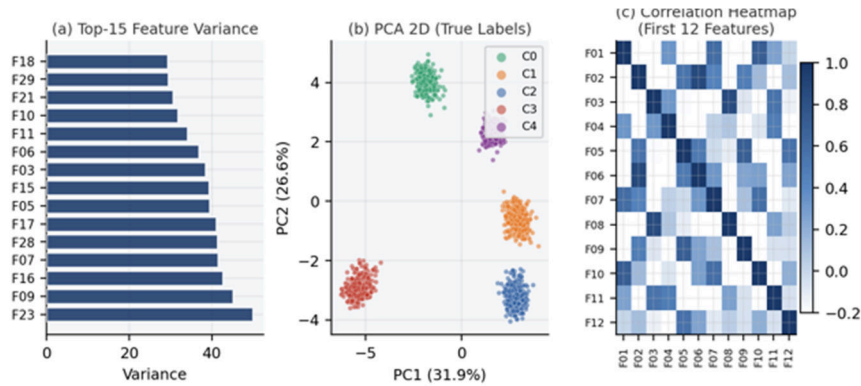 (a) Top-15 Feature Variance
F18
F29
F21
F10
F11
F06
F03
F15
F05
F17
F28
F07
F16
F09
F23
0
20
40
Variance
(b) PCA 2D (True Labels)
PC2 (26.6%)
4
2
0
−2
−4
C0
C1
C2
C3
C4
−5
0
PC1 (31.9%)
(c) Correlation Heatmap
(First 12 Features)
F01
F02
F03
F04
F05
F06
F07
F08
F09
F10
F11
F12
F01
F02
F03
F04
F05
F06
F07
F08
F09
F10
F11
F12
1.0
0.8
0.6
0.4
0.2
0.0
−0.2